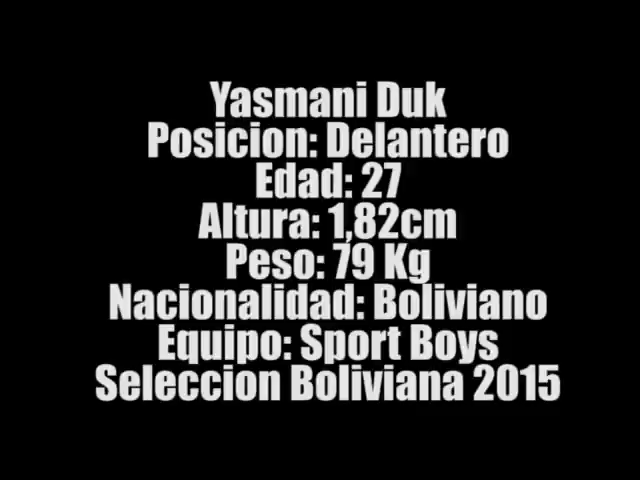 Yasmani Duk
Posicion: Delantero
Edad: 27
Altura: 1,82cm
Peso: 79 Kg
Nacionalidad: Boliviano
Equipo: Sport Boys
Seleccion Boliviana 2015